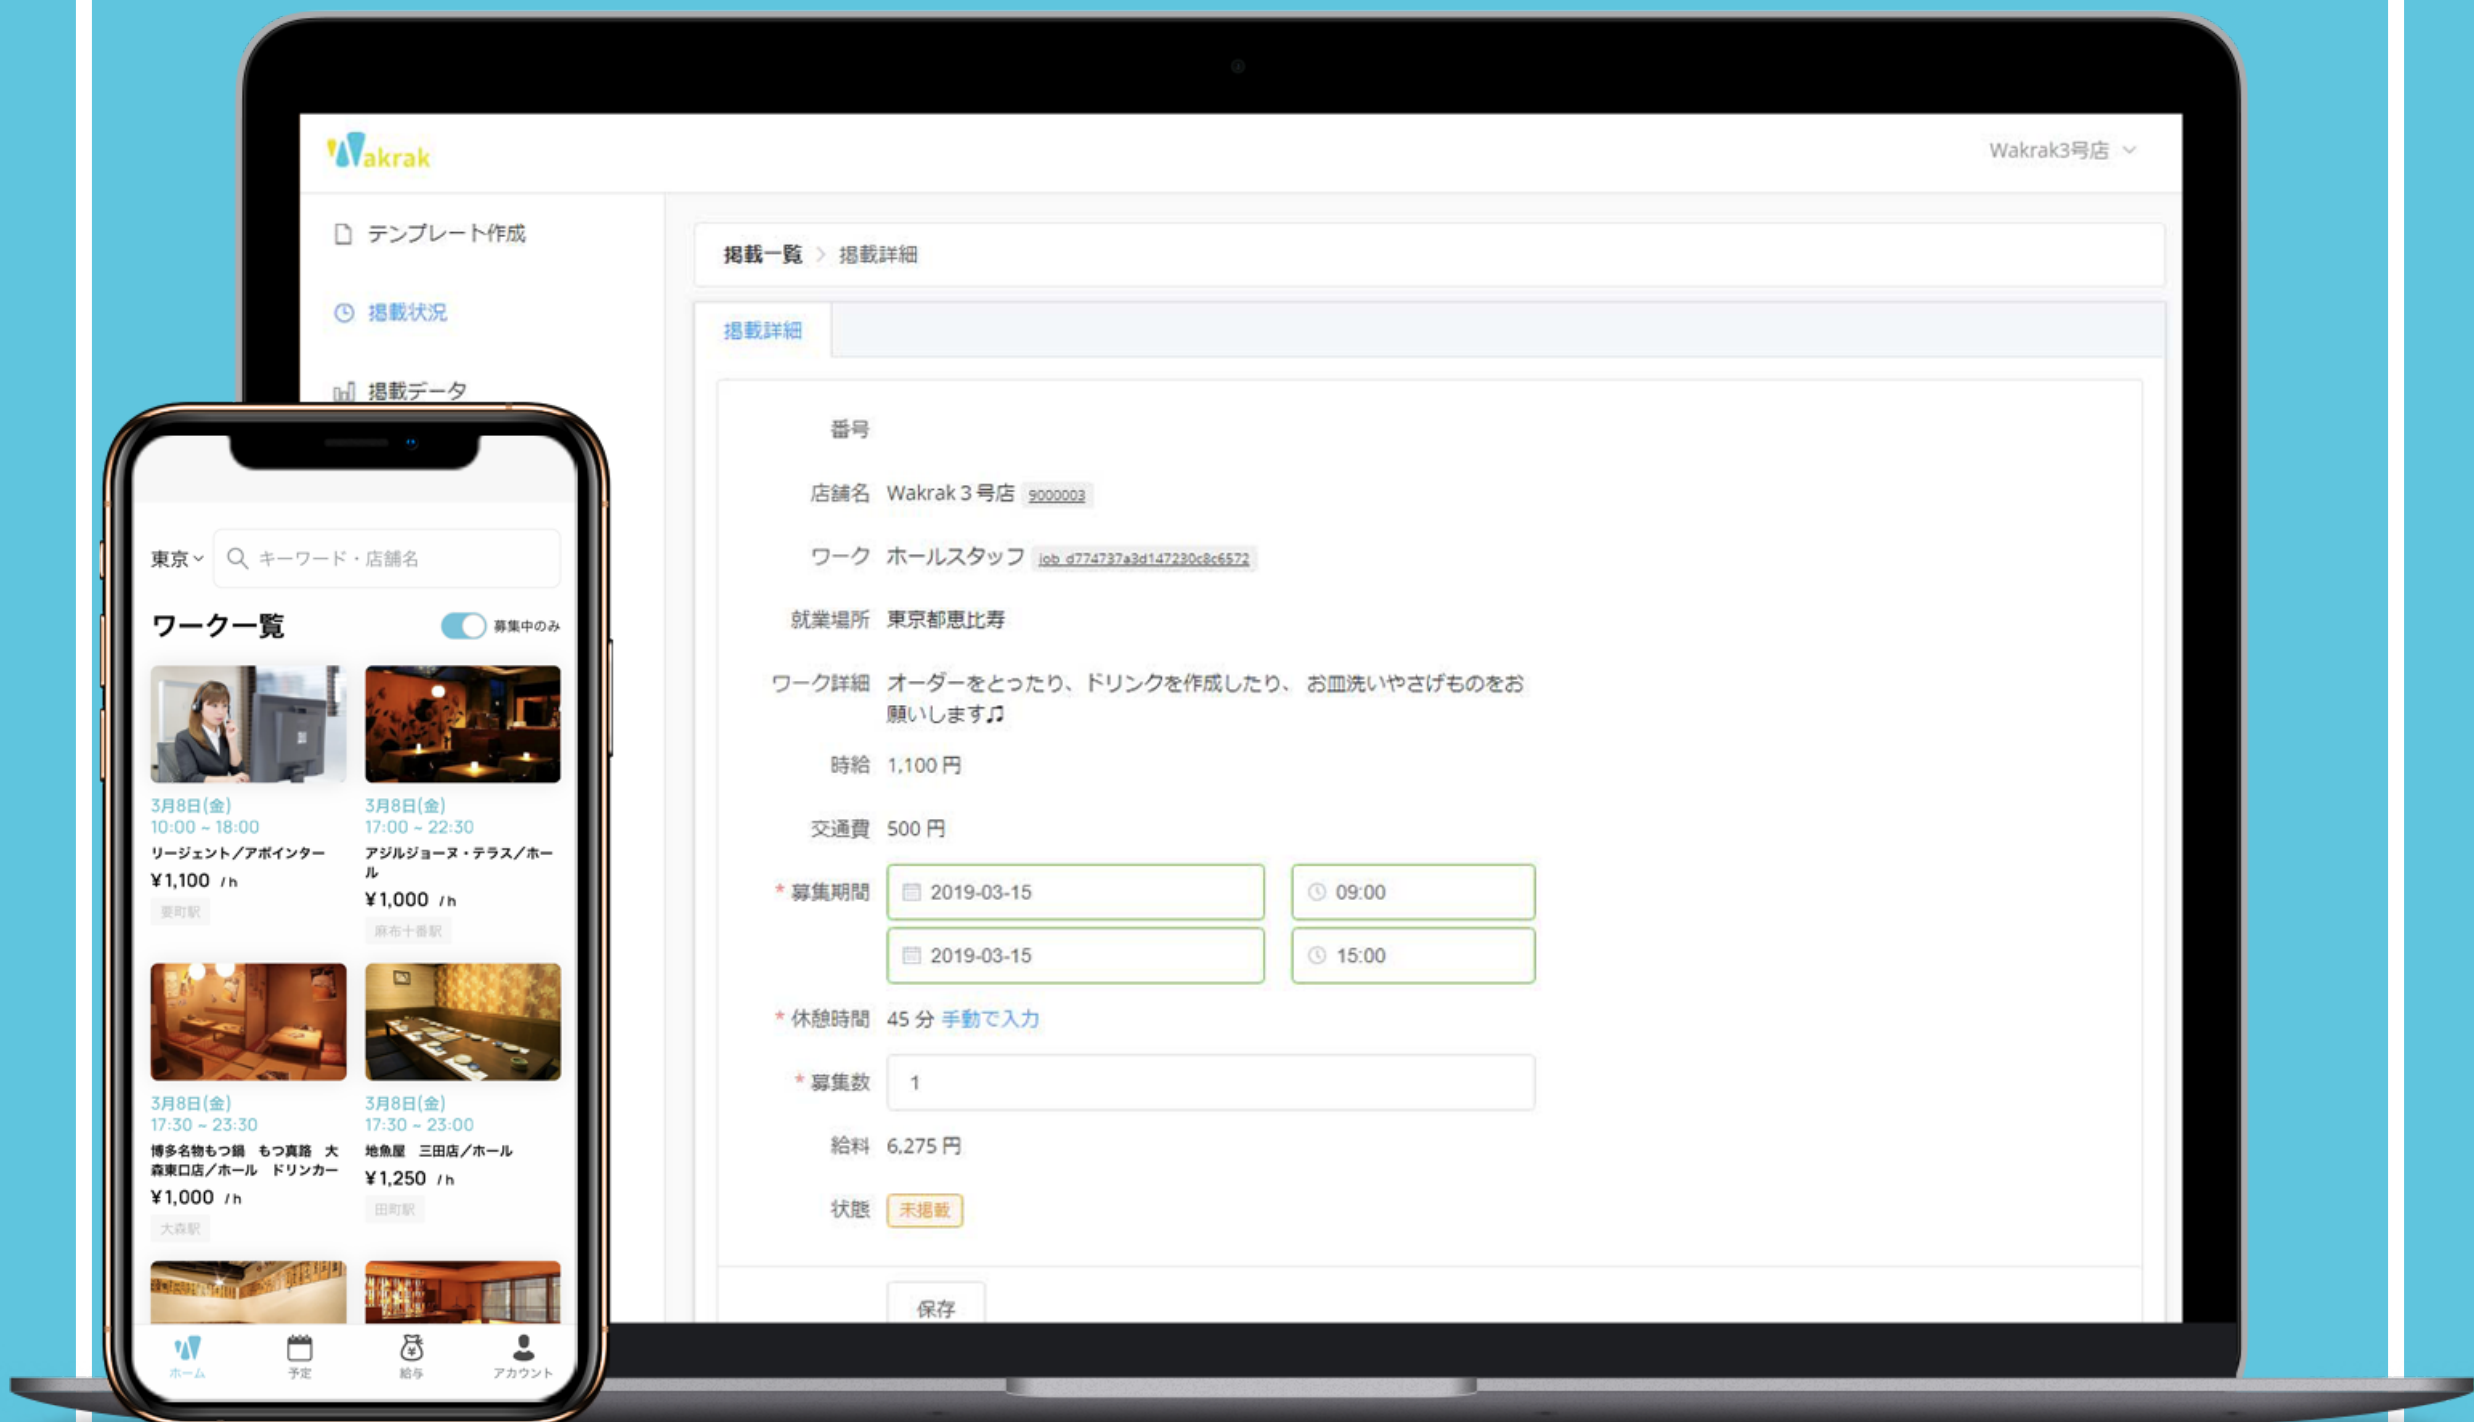 Wakrak
Wakrak3号店
テンプレート作成
掲載状況
掲載データ
掲載一覧 > 掲載詳細
掲載詳細
番号
店舗名 Wakrak 3 号店 9000003
ワーク ホールスタッフ job_d774737a3d147230c8c6572
就業場所 東京都恵比寿
ワーク詳細 オーダーをとったり、ドリンクを作成したり、 お皿洗いやさげものをお
願いします♫
時給 1,100 円
交通費 500 円
* 募集期間 2019-03-15 09:00
2019-03-15 15:00
* 休憩時間 45 分 手動で入力
* 募集数 1
給料 6,275 円
状態 未掲載
保存
東京 キーワード・店舗名
ワーク一覧 募集中のみ
3月8日(金)
10:00 ~ 18:00
リージェント／アポインター
¥1,100 /h
要町駅
3月8日(金)
17:00 ~ 22:30
アジルジョーヌ・テラス／ホー
ル
¥1,000 /h
麻布十番駅
3月8日(金)
17:30 ~ 23:30
博多名物もつ鍋 もつ真路 大
森東口店／ホール ドリンカー
¥1,000 /h
大森駅
3月8日(金)
17:30 ~ 23:00
地魚屋 三田店／ホール
¥1,250 /h
田町駅
ホーム 予定 給与 アカウント